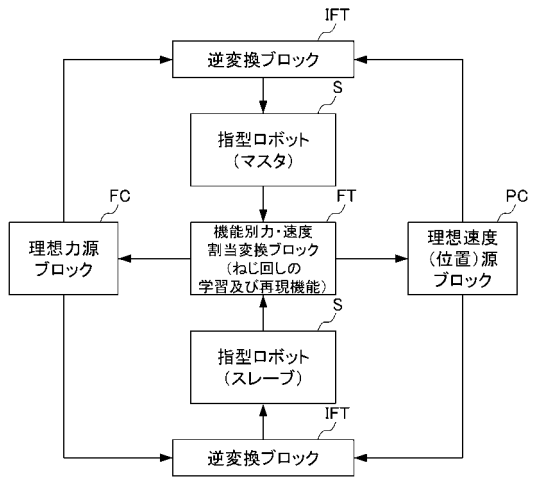 IFT
逆変換ブロック
S
指型ロボット
(マスタ)
FC
理想力源
ブロック
FT
機能別力・速度
割当変換ブロック
(ねじ回しの
学習及び再現機能)
PC
理想速度
(位置)源
ブロック
S
指型ロボット
(スレーブ)
IFT
逆変換ブロック